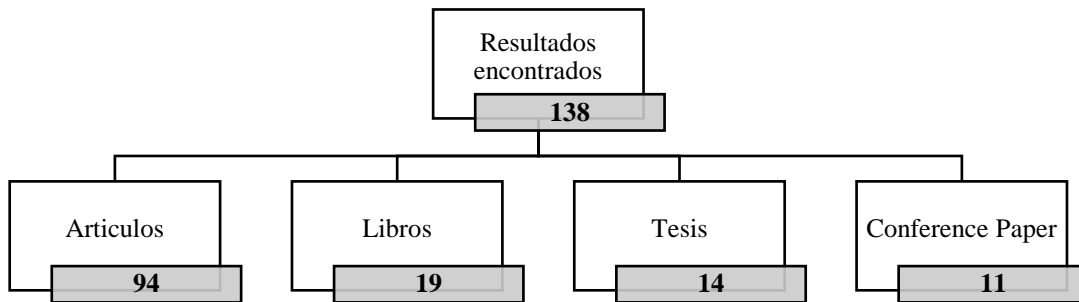 Resultados
encontrados
138
Articulos
94
Libros
19
Tesis
14
Conference Paper
11